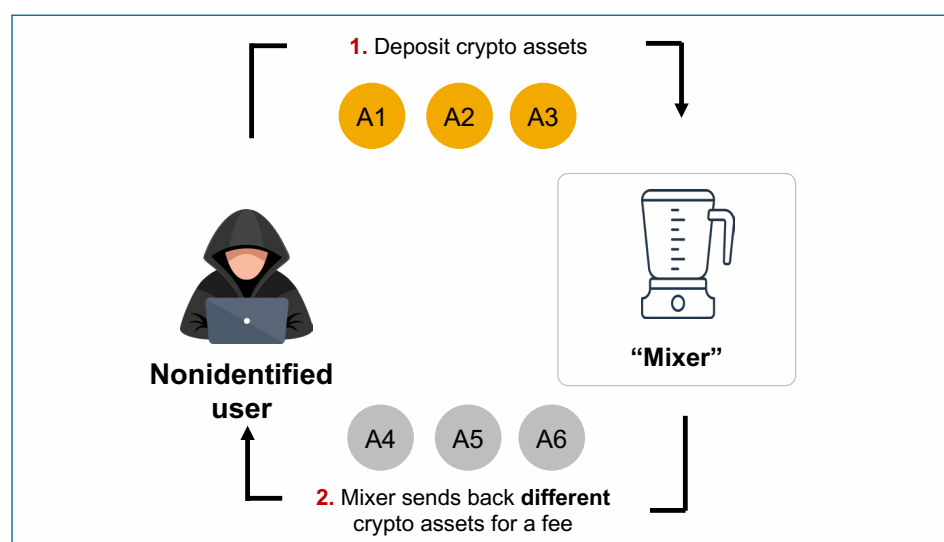 1. Deposit crypto assets
A1 A2 A3
“Mixer”
Nonidentified
user
A4 A5 A6
2. Mixer sends back different
crypto assets for a fee